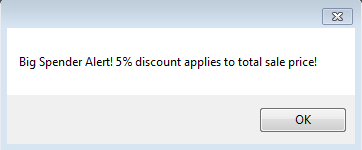 Big Spender Alert! 5% discount applies to total sale price!
OK